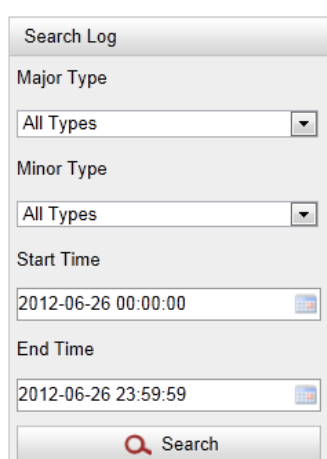 Search Log
Major Type
All Types
Minor Type
All Types
Start Time
2012-06-26 00:00:00
End Time
2012-06-26 23:59:59
Search